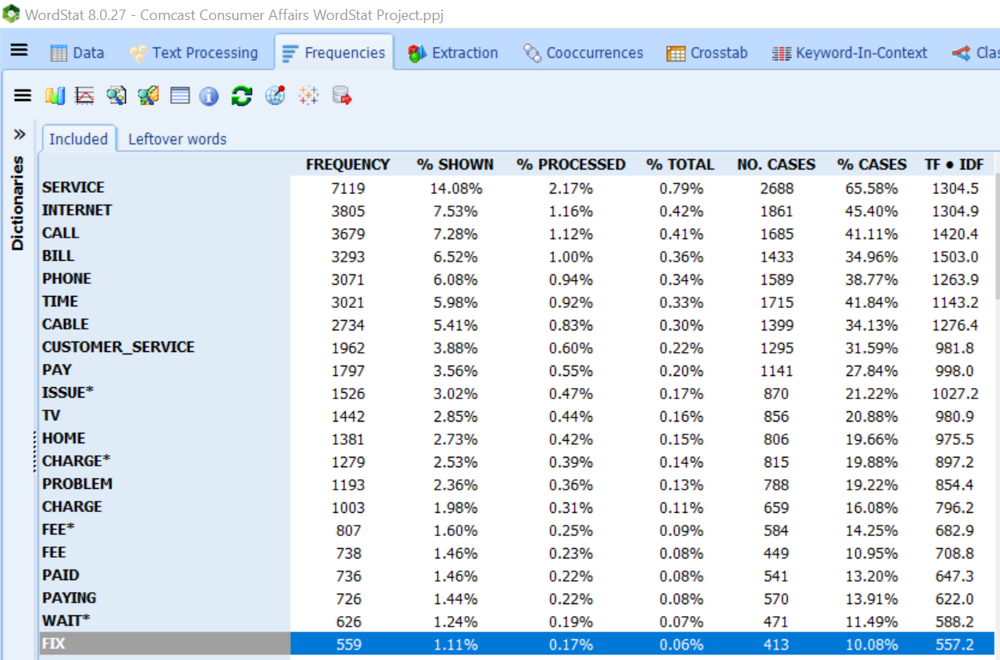 WordStat 8.0.27 - Comcast Consumer Affairs WordStat Project.ppj
Data Text Processing Frequencies Extraction Cooccurrences Crosstab Keyword-In-Context Clas
Included Leftover words
Dictionaries
FREQUENCY % SHOWN % PROCESSED % TOTAL NO. CASES % CASES TF • IDF
SERVICE 7119 14.08% 2.17% 0.79% 2688 65.58% 1304.5
INTERNET 3805 7.53% 1.16% 0.42% 1861 45.40% 1304.9
CALL 3679 7.28% 1.12% 0.41% 1685 41.11% 1420.4
BILL 3293 6.52% 1.00% 0.36% 1433 34.96% 1503.0
PHONE 3071 6.08% 0.94% 0.34% 1589 38.77% 1263.9
TIME 3021 5.98% 0.92% 0.33% 1715 41.84% 1143.2
CABLE 2734 5.41% 0.83% 0.30% 1399 34.13% 1276.4
CUSTOMER_SERVICE 1962 3.88% 0.60% 0.22% 1295 31.59% 981.8
PAY 1797 3.56% 0.55% 0.20% 1141 27.84% 998.0
ISSUE* 1526 3.02% 0.47% 0.17% 870 21.22% 1027.2
TV 1442 2.85% 0.44% 0.16% 856 20.88% 980.9
HOME 1381 2.73% 0.42% 0.15% 806 19.66% 975.5
CHARGE* 1279 2.53% 0.39% 0.14% 815 19.88% 897.2
PROBLEM 1193 2.36% 0.36% 0.13% 788 19.22% 854.4
CHARGE 1003 1.98% 0.31% 0.11% 659 16.08% 796.2
FEE* 807 1.60% 0.25% 0.09% 584 14.25% 682.9
FEE 738 1.46% 0.23% 0.08% 449 10.95% 708.8
PAID 736 1.46% 0.22% 0.08% 541 13.20% 647.3
PAYING 726 1.44% 0.22% 0.08% 570 13.91% 622.0
WAIT* 626 1.24% 0.19% 0.07% 471 11.49% 588.2
FIX 559 1.11% 0.17% 0.06% 413 10.08% 557.2